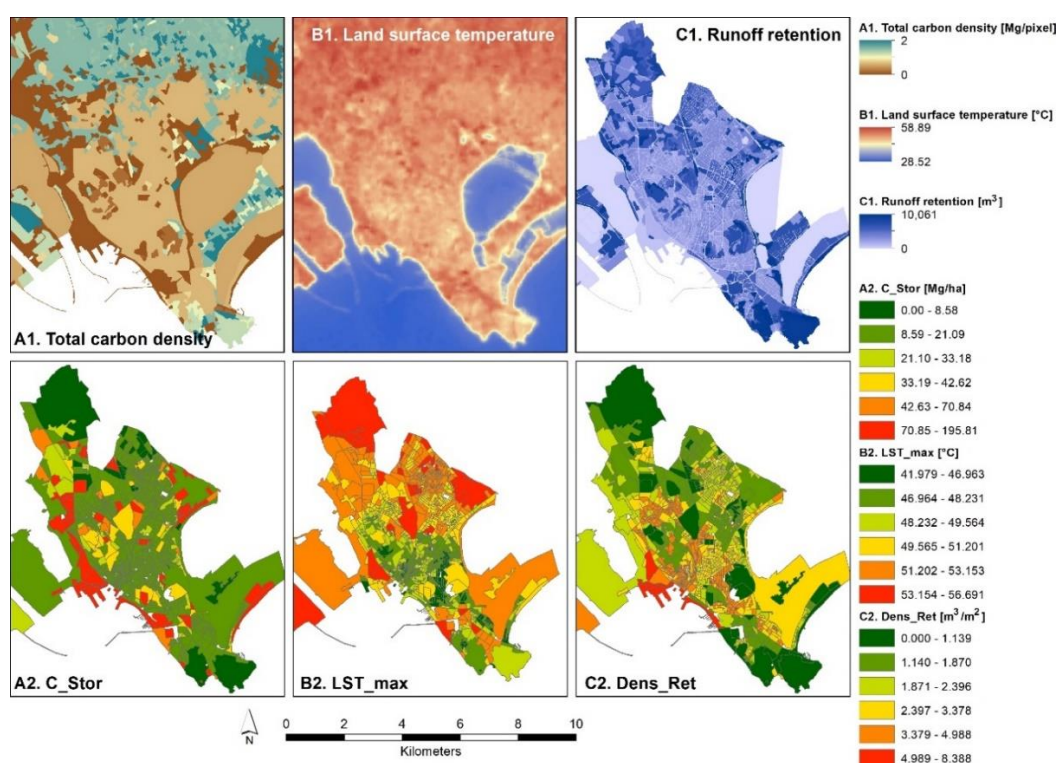 B1. Land surface temperature
C1. Runoff retention
A1. Total carbon density
A1. Total carbon density [Mg/pixel]
2
0
B1. Land surface temperature [°C]
58.89
28.52
C1. Runoff retention [m³]
10,061
0
A2. C_Stor [Mg/ha]
0.00 - 8.58
8.59 - 21.09
21.10 - 33.18
33.19 - 42.62
42.63 - 70.84
70.85 - 195.81
B2. LST_max [°C]
41.979 - 46.963
46.964 - 48.231
48.232 - 49.564
49.565 - 51.201
51.202 - 53.153
53.154 - 56.691
C2. Dens_Ret [m³/m²]
0.000 - 1.139
1.140 - 1.870
1.871 - 2.396
2.397 - 3.378
3.379 - 4.988
4.989 - 8.388
A2. C_Stor
B2. LST_max
C2. Dens_Ret
N
0 2 4 6 8 10
Kilometers